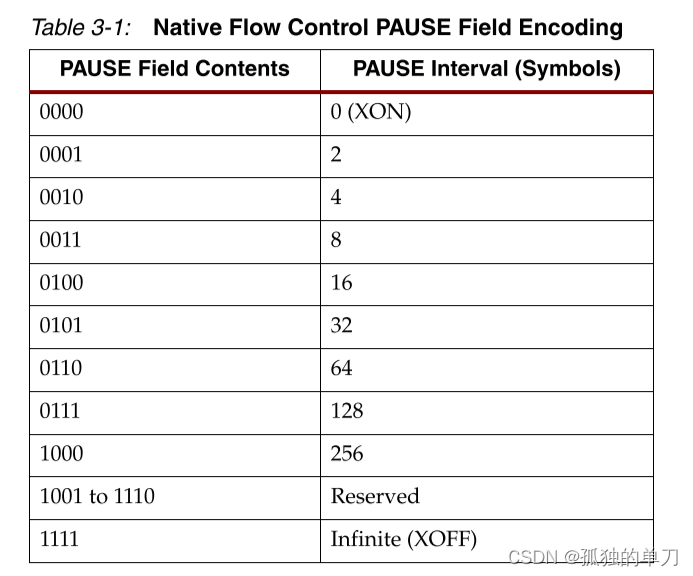 Table 3-1: Native Flow Control PAUSE Field Encoding
PAUSE Field Contents PAUSE Interval (Symbols)
0000 0 (XON)
0001 2
0010 4
0011 8
0100 16
0101 32
0110 64
0111 128
1000 256
1001 to 1110 Reserved
1111 Infinite (XOFF)
CSDN @孤独的单刀